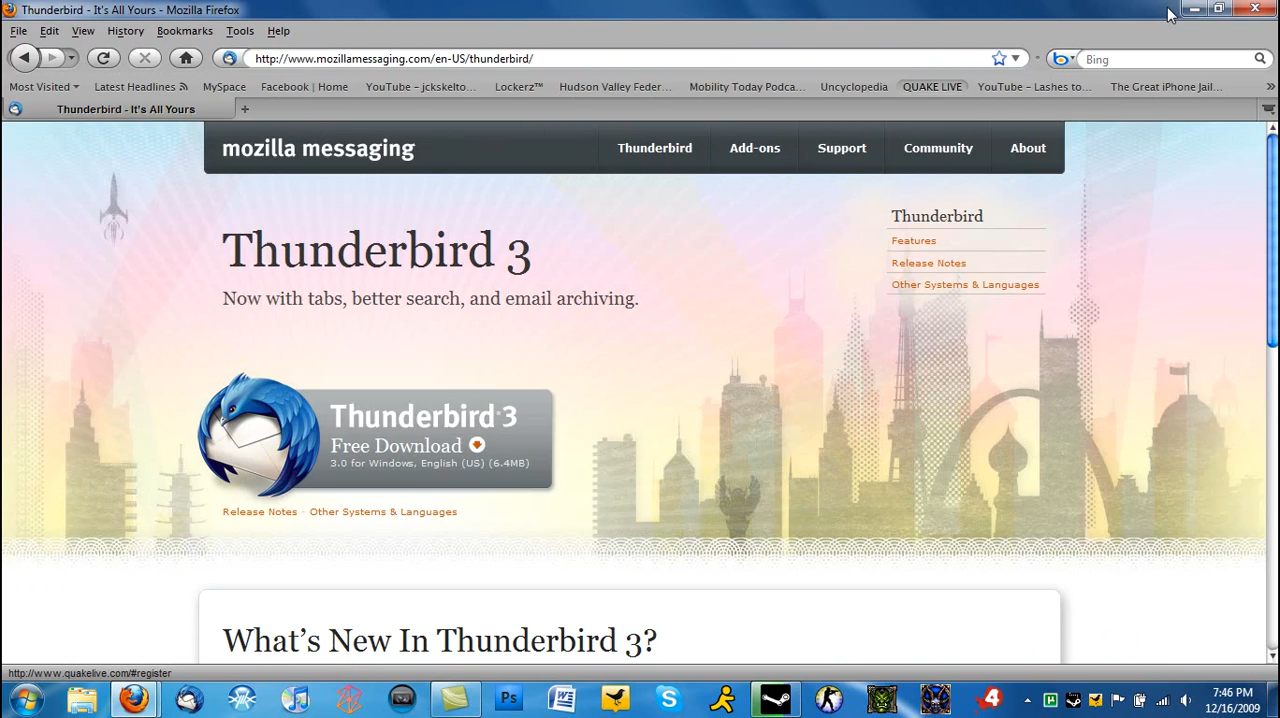 Thunderbird - It's All Yours - Mozilla Firefox
File Edit View History Bookmarks Tools Help
http://www.mozillamessaging.com/en-US/thunderbird/
Bing
Most Visited Latest Headlines MySpace Facebook | Home YouTube - jckskelto... Lockerz™ Hudson Valley Feder... Mobility Today Podca... Uncyclopedia QUAKE LIVE YouTube - Lashes to... The Great iPhone Jail... »
Thunderbird - It's All Yours +
mozilla messaging Thunderbird Add-ons Support Community About
Thunderbird
Features
Release Notes
Other Systems & Languages
Thunderbird 3
Now with tabs, better search, and email archiving.
Thunderbird 3
Free Download
3.0 for Windows, English (US) (6.4MB)
Release Notes · Other Systems & Languages
What's New In Thunderbird 3?
http://www.quakelive.com/#register
Ps W S 4 µ
7:46 PM
12/16/2009